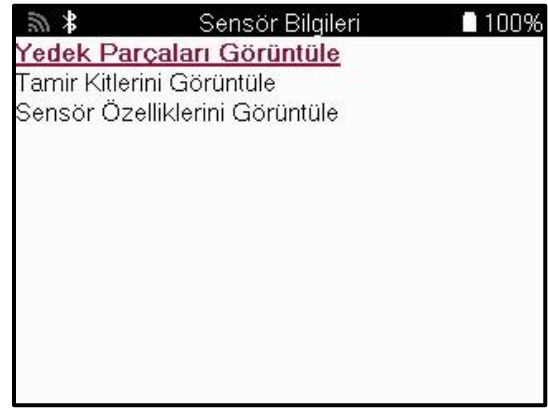 Sensör Bilgileri 100%
Yedek Parçaları Görüntüle
Tamir Kitlerini Görüntüle
Sensör Özelliklerini Görüntüle